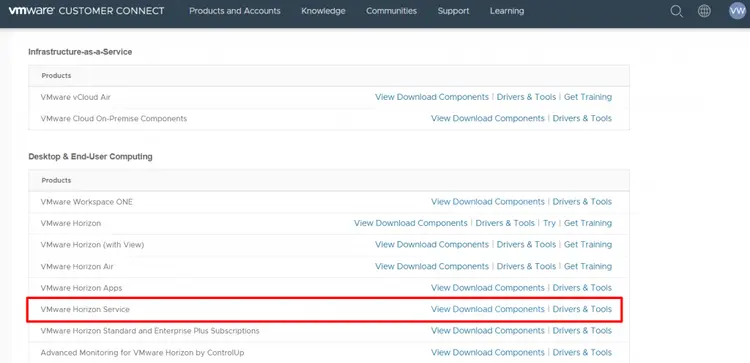 vmware CUSTOMER CONNECT Products and Accounts Knowledge Communities Support Learning VW
Infrastructure-as-a-Service
Products
VMware vCloud Air View Download Components | Drivers & Tools | Get Training
VMware Cloud On-Premise Components View Download Components | Drivers & Tools
Desktop & End-User Computing
Products
VMware Workspace ONE View Download Components | Drivers & Tools
VMware Horizon View Download Components | Drivers & Tools | Try | Get Training
VMware Horizon (with View) View Download Components | Drivers & Tools | Get Training
VMware Horizon Air View Download Components | Drivers & Tools | Get Training
VMware Horizon Apps View Download Components | Drivers & Tools
VMware Horizon Service View Download Components | Drivers & Tools
VMware Horizon Standard and Enterprise Plus Subscriptions View Download Components | Drivers & Tools
Advanced Monitoring for VMware Horizon by ControlUp View Download Components | Drivers & Tools